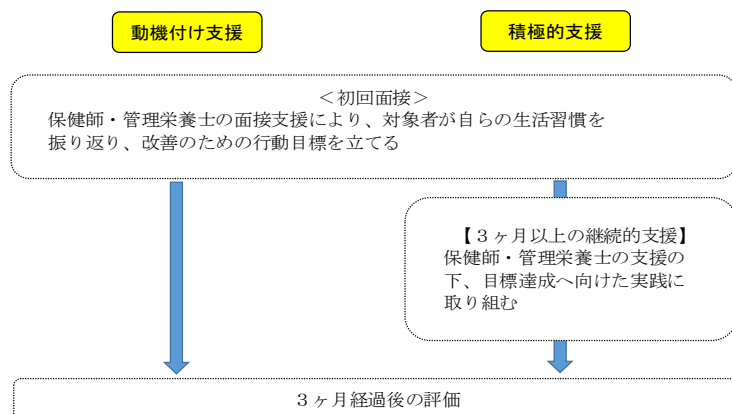 動機付け支援
積極的支援
＜初回面接＞
保健師・管理栄養士の面接支援により、対象者が自らの生活習慣を
振り返り、改善のための行動目標を立てる
【３ヶ月以上の継続的支援】
保健師・管理栄養士の支援の
下、目標達成へ向けた実践に
取り組む
３ヶ月経過後の評価